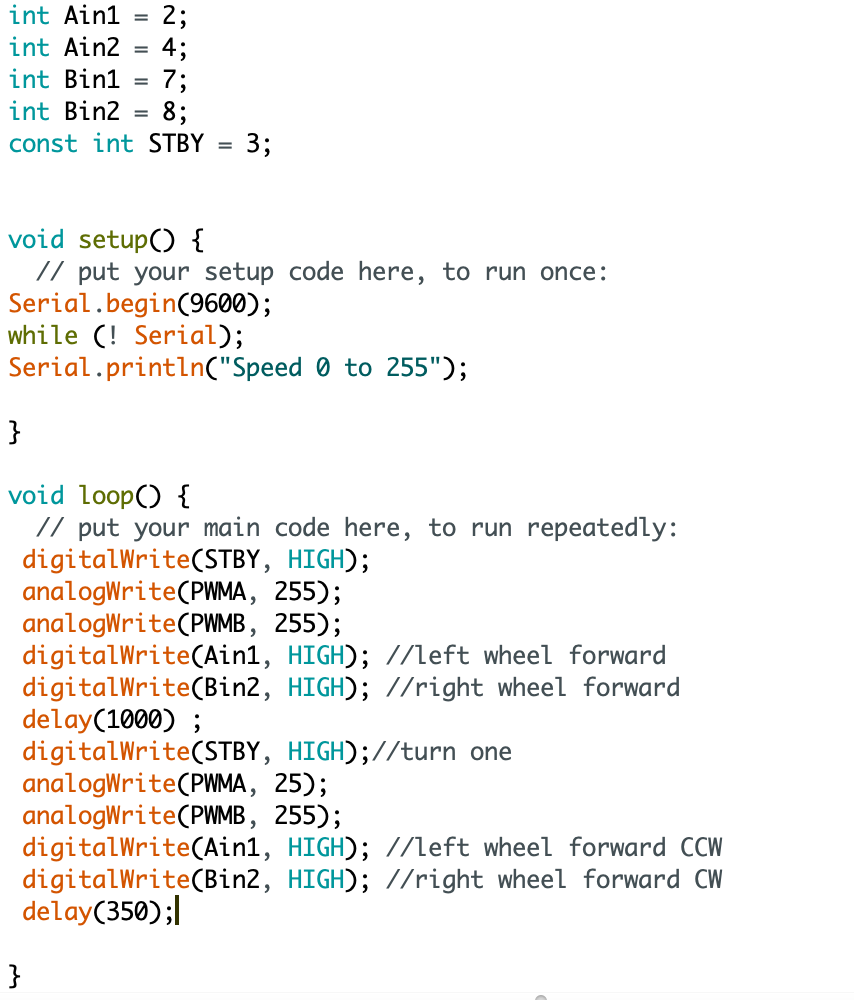 int Ain1 = 2;
int Ain2 = 4;
int Bin1 = 7;
int Bin2 = 8;
const int STBY = 3;
void setup() {
  // put your setup code here, to run once:
Serial.begin(9600);
while (! Serial);
Serial.println("Speed 0 to 255");
}
void loop() {
  // put your main code here, to run repeatedly:
 digitalWrite(STBY, HIGH);
 analogWrite(PWMA, 255);
 analogWrite(PWMB, 255);
 digitalWrite(Ain1, HIGH); //left wheel forward
 digitalWrite(Bin2, HIGH); //right wheel forward
 delay(1000) ;
 digitalWrite(STBY, HIGH);//turn one
 analogWrite(PWMA, 25);
 analogWrite(PWMB, 255);
 digitalWrite(Ain1, HIGH); //left wheel forward CCW
 digitalWrite(Bin2, HIGH); //right wheel forward CW
 delay(350);
}